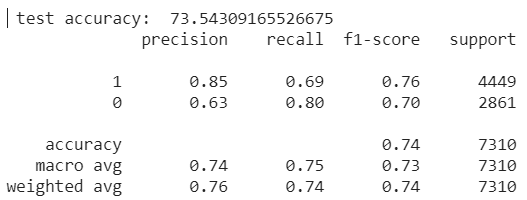 test accuracy:  73.54309165526675
              precision    recall  f1-score   support

           1       0.85      0.69      0.76      4449
           0       0.63      0.80      0.70      2861

    accuracy                           0.74      7310
   macro avg       0.74      0.75      0.73      7310
weighted avg       0.76      0.74      0.74      7310